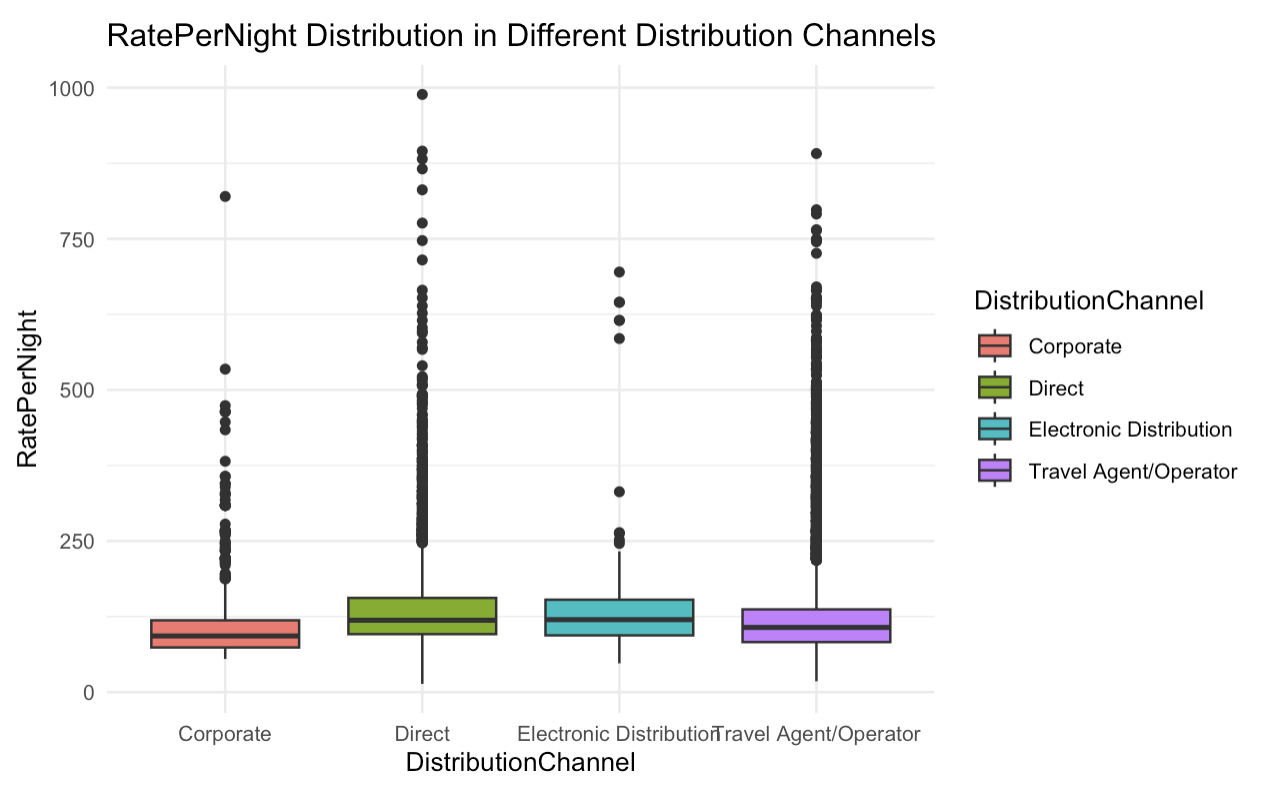 RatePerNight Distribution in Different Distribution Channels
1000
750
500
250
0
RatePerNight
Corporate
Direct
Electronic Distribution
Travel Agent/Operator
DistributionChannel
DistributionChannel
Corporate
Direct
Electronic Distribution
Travel Agent/Operator